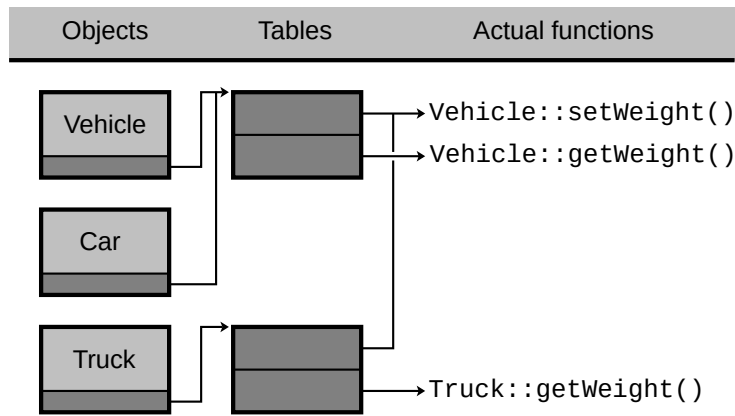 Objects Tables Actual functions
Vehicle Vehicle::setWeight()
Vehicle::getWeight()
Car
Truck
Truck::getWeight()